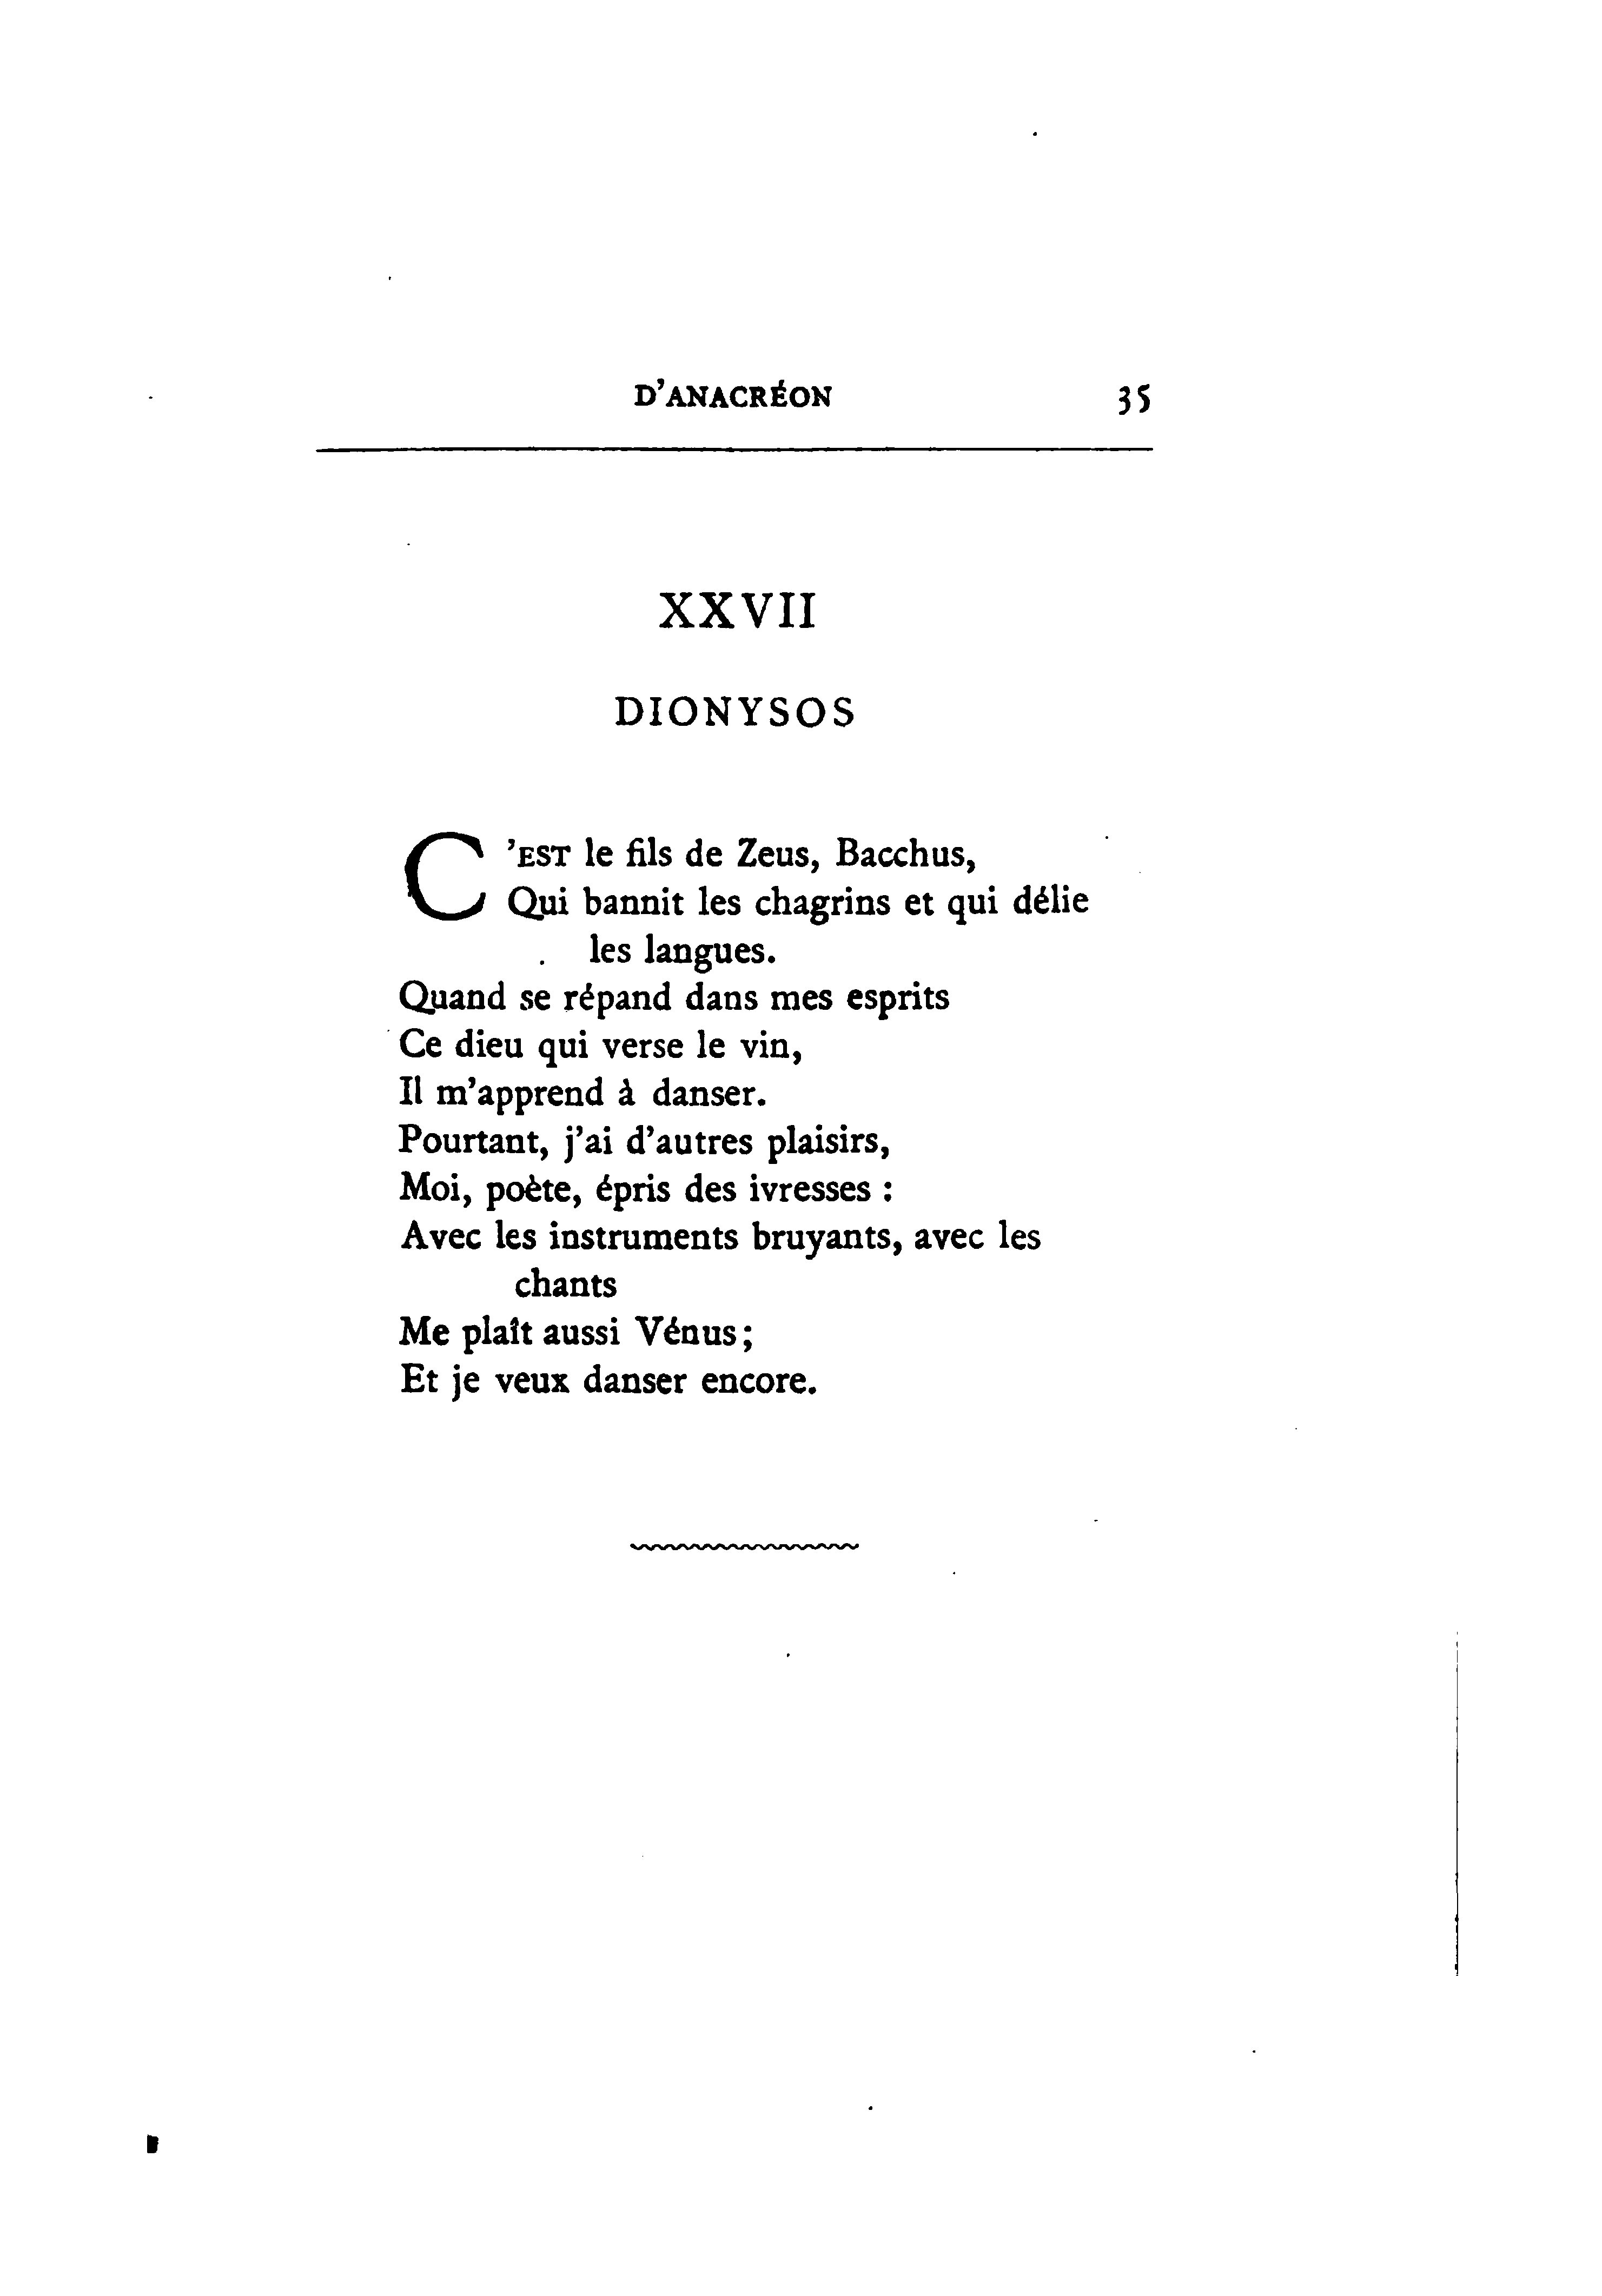 D'ANACRÉON 35
XXVII
DIONYSOS
C'EST le fils de Zeus, Bacchus,
Qui bannit les chagrins et qui délie
les langues.
Quand se répand dans mes esprits
Ce dieu qui verse le vin,
Il m'apprend à danser.
Pourtant, j'ai d'autres plaisirs,
Moi, poète, épris des ivresses :
Avec les instruments bruyants, avec les
chants
Me plaît aussi Vénus;
Et je veux danser encore.